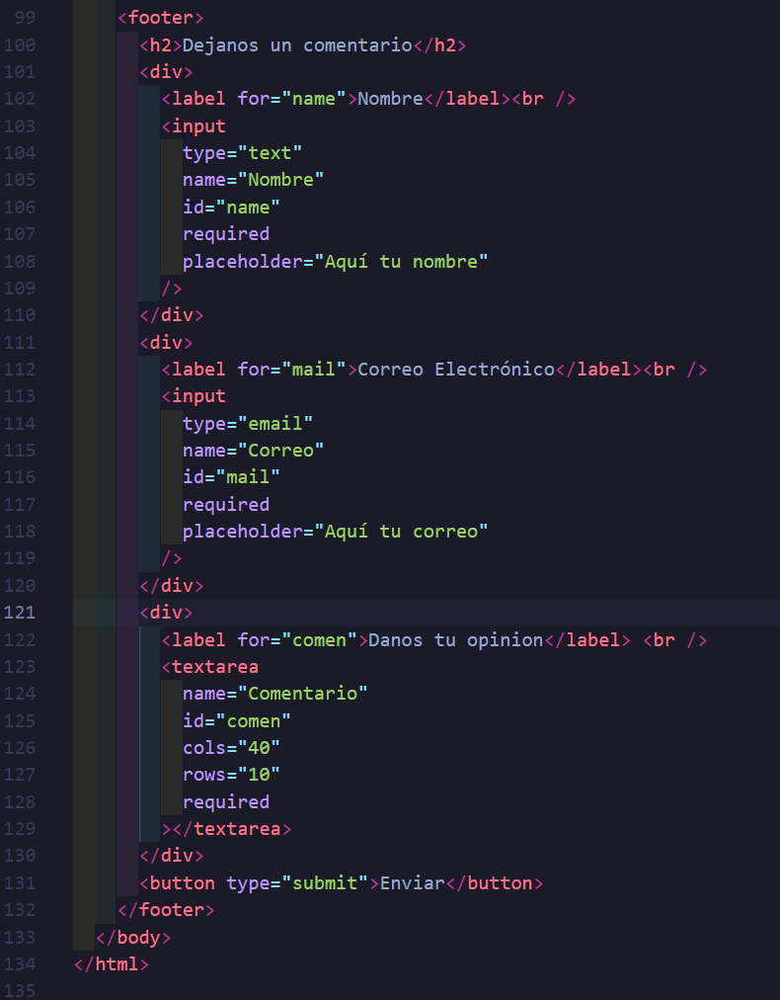 99 <footer>
100 <h2>Dejanos un comentario</h2>
101 <div>
102 <label for="name">Nombre</label><br />
103 <input
104 type="text"
105 name="Nombre"
106 id="name"
107 required
108 placeholder="Aquí tu nombre"
109 />
110 </div>
111 <div>
112 <label for="mail">Correo Electrónico</label><br />
113 <input
114 type="email"
115 name="Correo"
116 id="mail"
117 required
118 placeholder="Aquí tu correo"
119 />
120 </div>
121 <div>
122 <label for="comen">Danos tu opinion</label> <br />
123 <textarea
124 name="Comentario"
125 id="comen"
126 cols="40"
127 rows="10"
128 required
129 ></textarea>
130 </div>
131 <button type="submit">Enviar</button>
132 </footer>
133 </body>
134 </html>
135